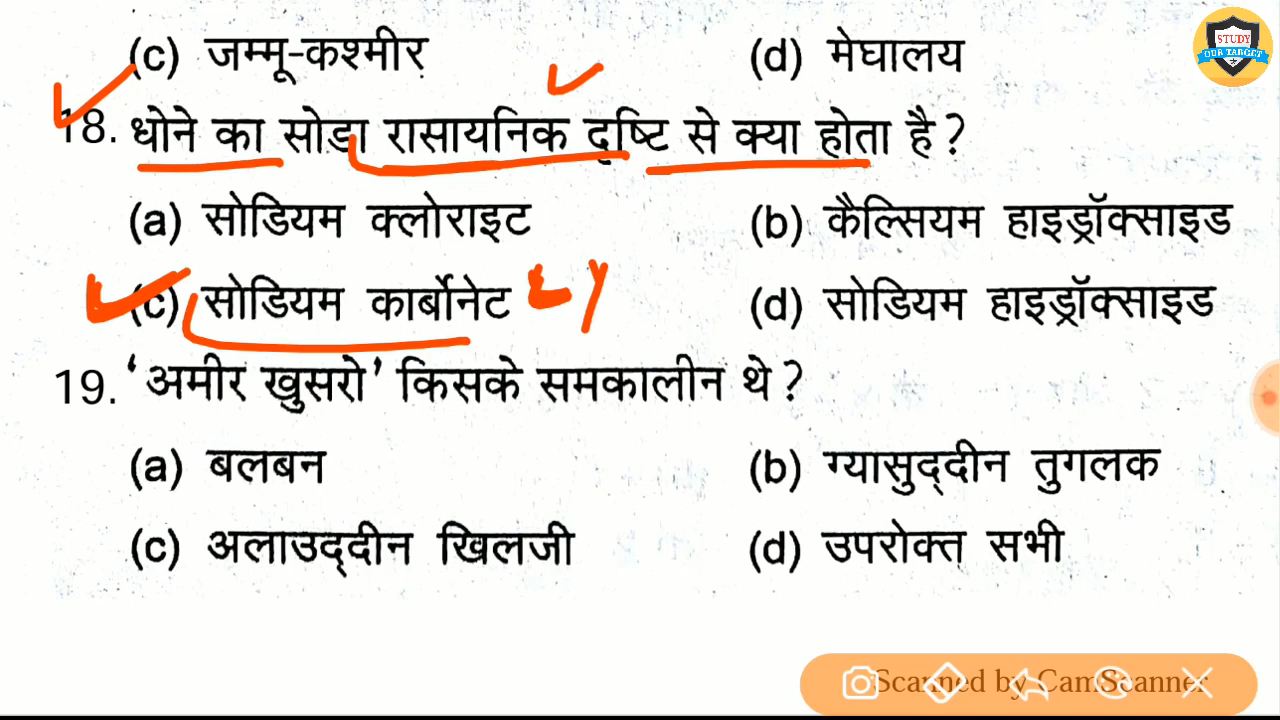 (c) जम्मू-कश्मीर (d) मेघालय
STUDY
OUR TARGET
18. धोने का सोडा रासायनिक दृष्टि से क्या होता है?
(a) सोडियम क्लोराइट (b) कैल्सियम हाइड्रॉक्साइड
(c) सोडियम कार्बोनेट (d) सोडियम हाइड्रॉक्साइड
19. ‘अमीर खुसरो’ किसके समकालीन थे?
(a) बलबन (b) ग्यासुद्दीन तुगलक
(c) अलाउद्दीन खिलजी (d) उपरोक्त सभी
Scanned by CamScanner